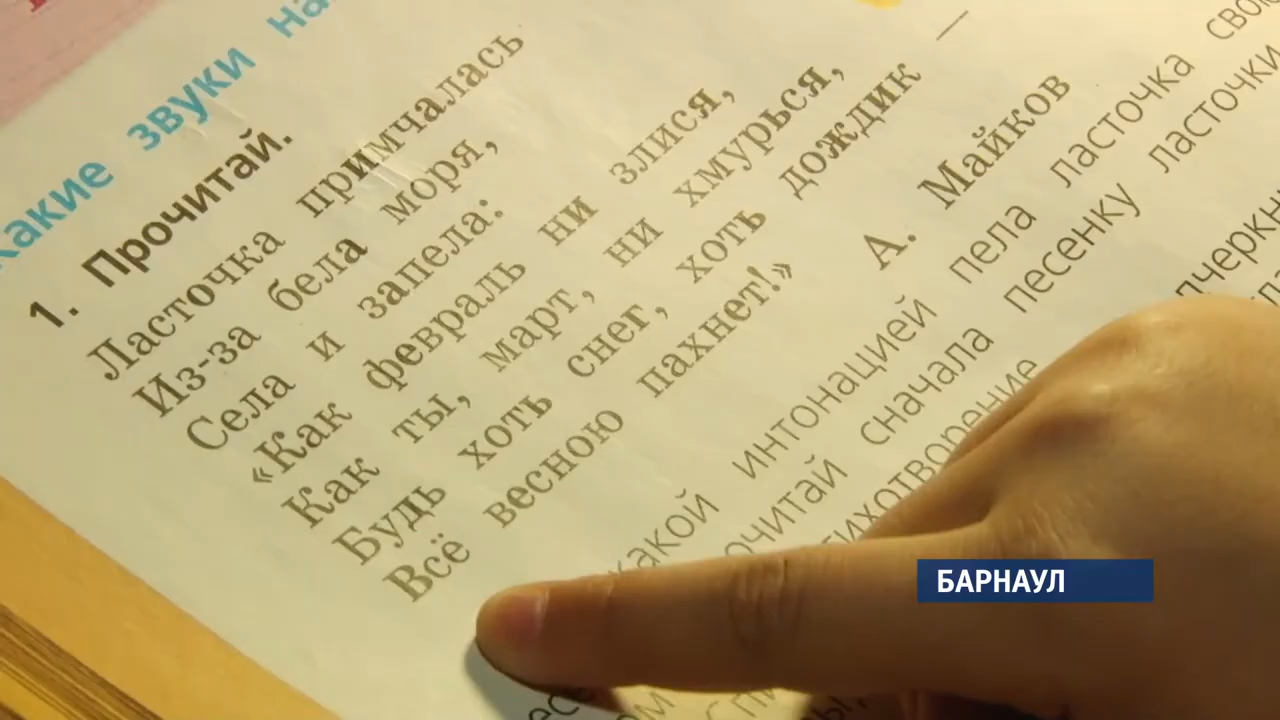 Какие звуки на
1. Прочитай.
Ласточка примчалась
Из-за бела моря,
Села и запела:
«Как февраль ни злися,
Как ты, март, ни хмурься,
Будь хоть снег, хоть дождик —
Всё весною пахнет!»
А. Майков
какой интонацией пела ласточка свою
сначала песенку ласточки
БАРНАУЛ